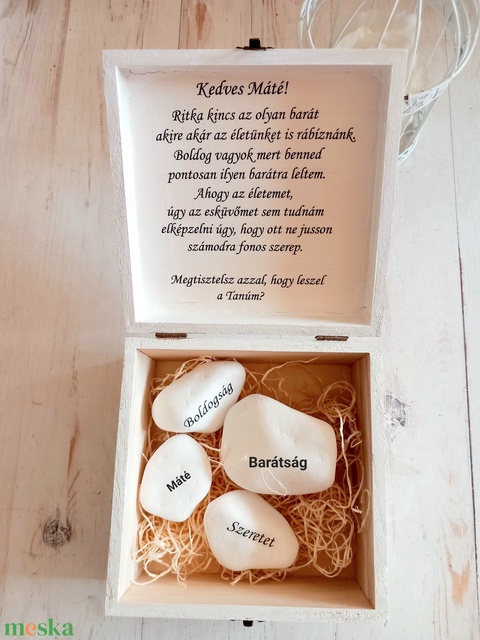 Kedves Máté!
Ritka kincs az olyan barát
akire akár az életünket is rábíznánk.
Boldog vagyok mert benned
pontosan ilyen barátra leltem.
Ahogy az életemet,
úgy az esküvőmet sem tudnám
elképzelni úgy, hogy ott ne jusson
számodra fonos szerep.
Megtisztelsz azzal, hogy leszel
a Tanúm?
Boldogság
Barátság
Máté
Szeretet
meska